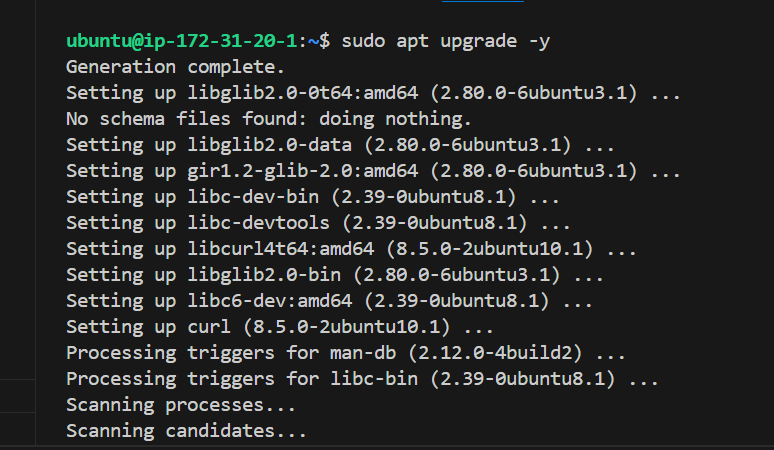 ubuntu@ip-172-31-20-1:~$ sudo apt upgrade -y
Generation complete.
Setting up libglib2.0-0t64:amd64 (2.80.0-6ubuntu3.1) ...
No schema files found: doing nothing.
Setting up libglib2.0-data (2.80.0-6ubuntu3.1) ...
Setting up gir1.2-glib-2.0:amd64 (2.80.0-6ubuntu3.1) ...
Setting up libc-dev-bin (2.39-0ubuntu8.1) ...
Setting up libc-devtools (2.39-0ubuntu8.1) ...
Setting up libcurl4t64:amd64 (8.5.0-2ubuntu10.1) ...
Setting up libglib2.0-bin (2.80.0-6ubuntu3.1) ...
Setting up libc6-dev:amd64 (2.39-0ubuntu8.1) ...
Setting up curl (8.5.0-2ubuntu10.1) ...
Processing triggers for man-db (2.12.0-4build2) ...
Processing triggers for libc-bin (2.39-0ubuntu8.1) ...
Scanning processes...
Scanning candidates...